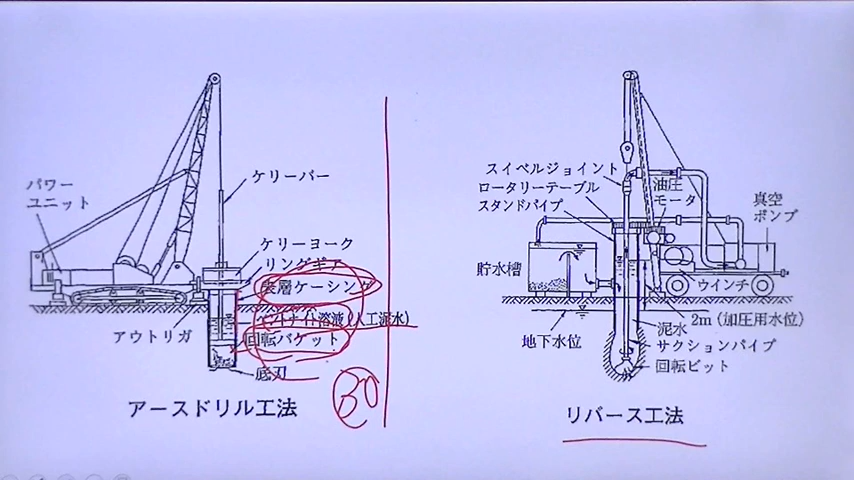 パワー
ユニット
ケリーバー
ケリーヨーク
リングギア
表層ケーシング
ベントナイト溶液(人工泥水)
回転バケット
底刃
アウトリガ
アースドリル工法
30
スイベルジョイント
ロータリーテーブル
スタンドパイプ
油圧
モータ
真空
ポンプ
貯水槽
ウインチ
地下水位
2m(加圧用水位)
泥水
サクションパイプ
回転ビット
リバース工法